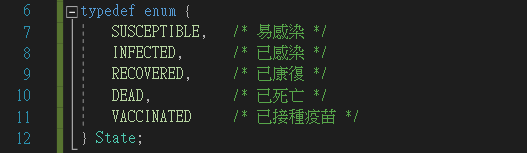 6 typedef enum {
7 SUSCEPTIBLE, /* 易感染 */
8 INFECTED, /* 已感染 */
9 RECOVERED, /* 已康復 */
10 DEAD, /* 已死亡 */
11 VACCINATED /* 已接種疫苗 */
12 } State;